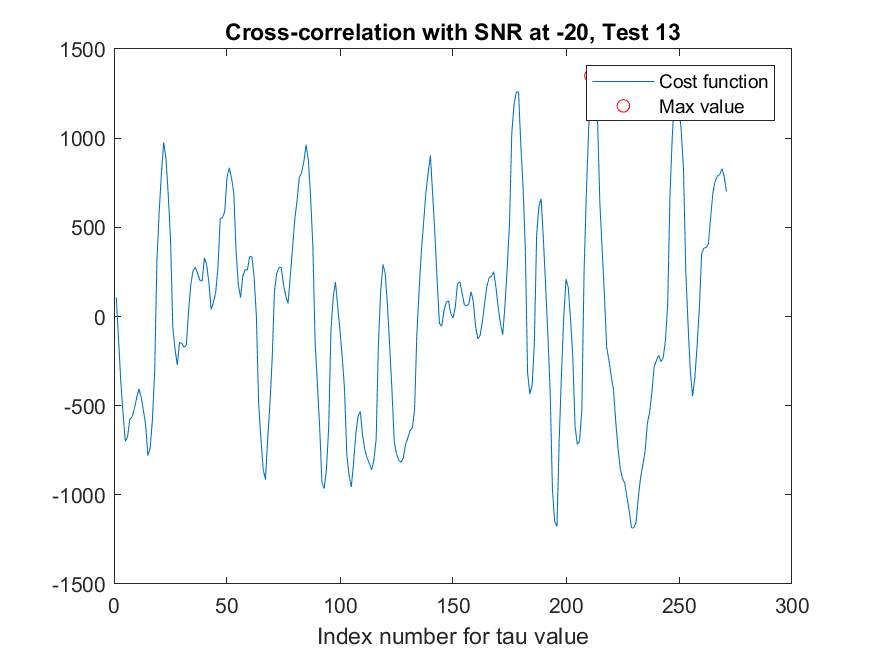 Cross-correlation with SNR at -20, Test 13
1500
1000
500
0
-500
-1000
-1500
Cost function
Max value
0 50 100 150 200 250 300
Index number for tau value